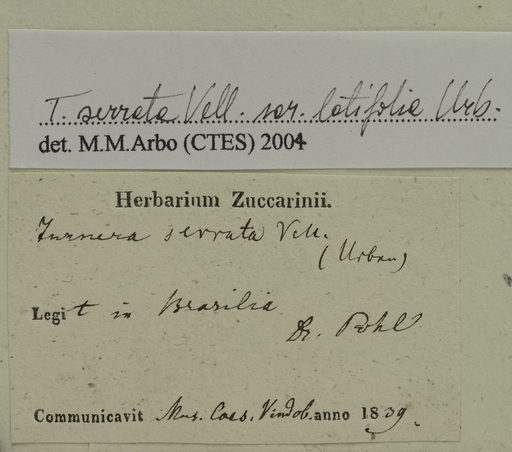 T. serrata Vell. var. latifolia Urb.
det. M.M.Arbo (CTES) 2004
Herbarium Zuccarinii.
Turnera serrata Vell.
(Urban)
Legit in Brasilia
Dr. Pohl
Communicavit Mus. Caes. Vindob. anno 1839.